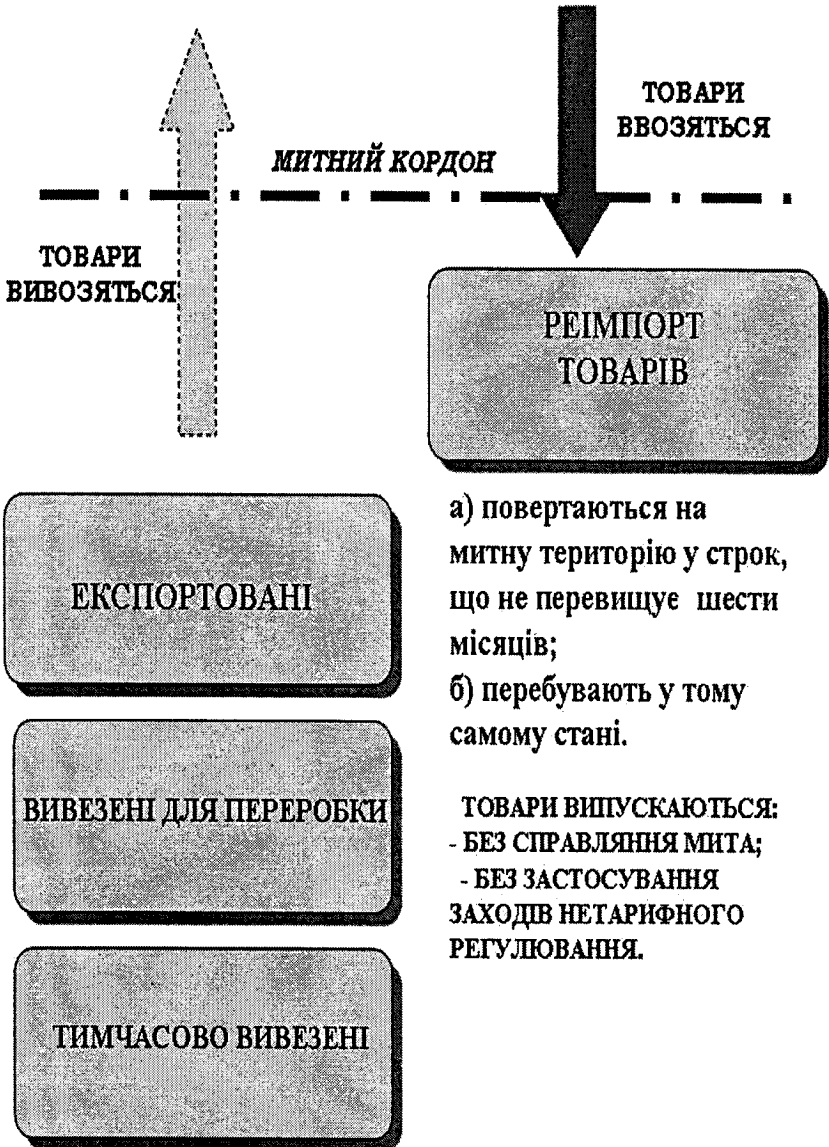 ТОВАРИ
ВВОЗЯТЬСЯ
МИТНИЙ КОРДОН
ТОВАРИ
ВИВОЗЯТЬСЯ
РЕІМПОРТ
ТОВАРІВ
ЕКСПОРТОВАНІ
ВИВЕЗЕНІ ДЛЯ ПЕРЕРОБКИ
ТИМЧАСОВО ВИВЕЗЕНІ
а) повертаються на
митну територію у строк,
що не перевищує шести
місяців;
б) перебувають у тому
самому стані.
ТОВАРИ ВИПУСКАЮТЬСЯ:
- БЕЗ СПРАВЛЯННЯ МИТА;
- БЕЗ ЗАСТОСУВАННЯ
ЗАХОДІВ НЕТАРИФНОГО
РЕГУЛЮВАННЯ.